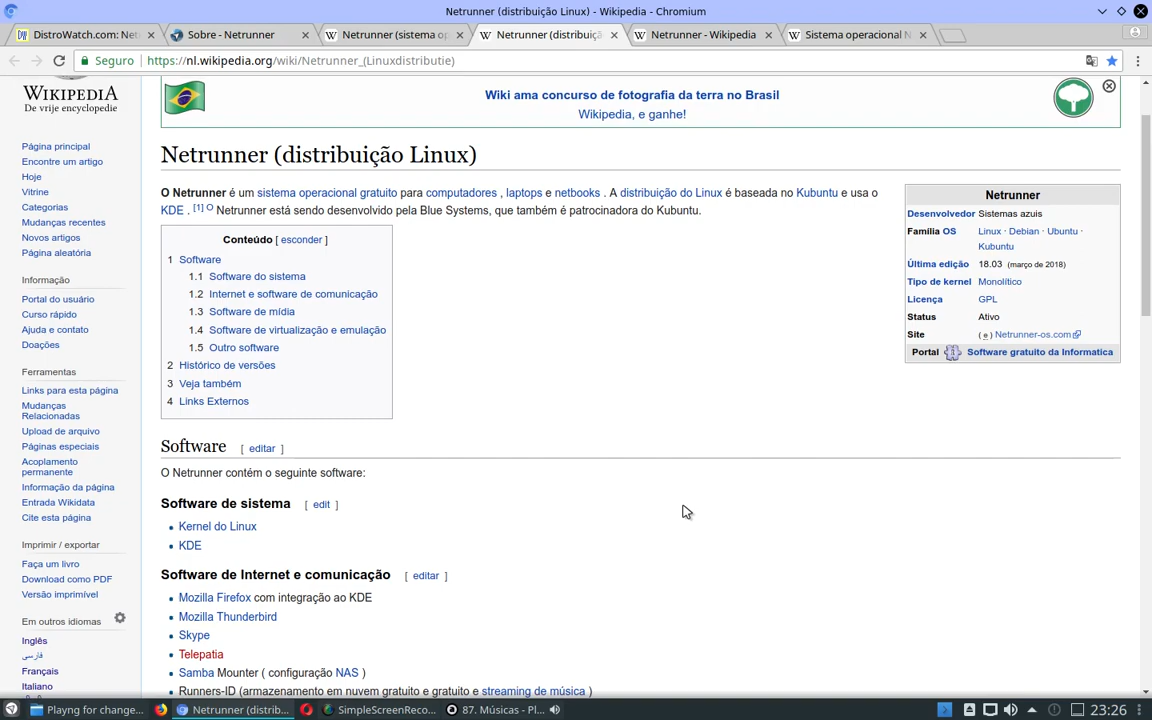 Netrunner (distribuição Linux) - Wikipedia - Chromium
DistroWatch.com: Net
Sobre - Netrunner
Netrunner (sistema op
Netrunner (distribuiçã
Netrunner - Wikipedia
Sistema operacional N
Seguro
https://nl.wikipedia.org/wiki/Netrunner_(Linuxdistributie)
WIKIPEDIA
De vrije encyclopedie
Wiki ama concurso de fotografia da terra no Brasil
Wikipedia, e ganhe!
Página principal
Encontre um artigo
Hoje
Vitrine
Categorias
Mudanças recentes
Novos artigos
Página aleatória
Informação
Portal do usuário
Curso rápido
Ajuda e contato
Doações
Ferramentas
Links para esta página
Mudanças
Relacionadas
Upload de arquivo
Páginas especiais
Acoplamento
permanente
Informação da página
Entrada Wikidata
Cite esta página
Imprimir / exportar
Faça um livro
Download como PDF
Versão imprimível
Em outros idiomas
Inglês
فارسی
Français
Italiano
Netrunner (distribuição Linux)
O Netrunner é um sistema operacional gratuito para computadores , laptops e netbooks . A distribuição do Linux é baseada no Kubuntu e usa o
KDE . [1] O Netrunner está sendo desenvolvido pela Blue Systems, que também é patrocinadora do Kubuntu.
Conteúdo [ esconder ]
1 Software
1.1 Software do sistema
1.2 Internet e software de comunicação
1.3 Software de mídia
1.4 Software de virtualização e emulação
1.5 Outro software
2 Histórico de versões
3 Veja também
4 Links Externos
Netrunner
Desenvolvedor Sistemas azuis
Família OS Linux · Debian · Ubuntu ·
Kubuntu
Última edição 18.03 (março de 2018)
Tipo de kernel Monolítico
Licença GPL
Status Ativo
Site ( e ) Netrunner-os.com
Portal Software gratuito da Informatica
Software [ editar ]
O Netrunner contém o seguinte software:
Software de sistema [ edit ]
Kernel do Linux
KDE
Software de Internet e comunicação [ editar ]
Mozilla Firefox com integração ao KDE
Mozilla Thunderbird
Skype
Telepatia
Samba Mounter ( configuração NAS )
Runners-ID (armazenamento em nuvem gratuito e gratuito e streaming de música )
Playng for change...
Netrunner (distrib...
SimpleScreenReco...
87. Músicas - Pl...
23:26